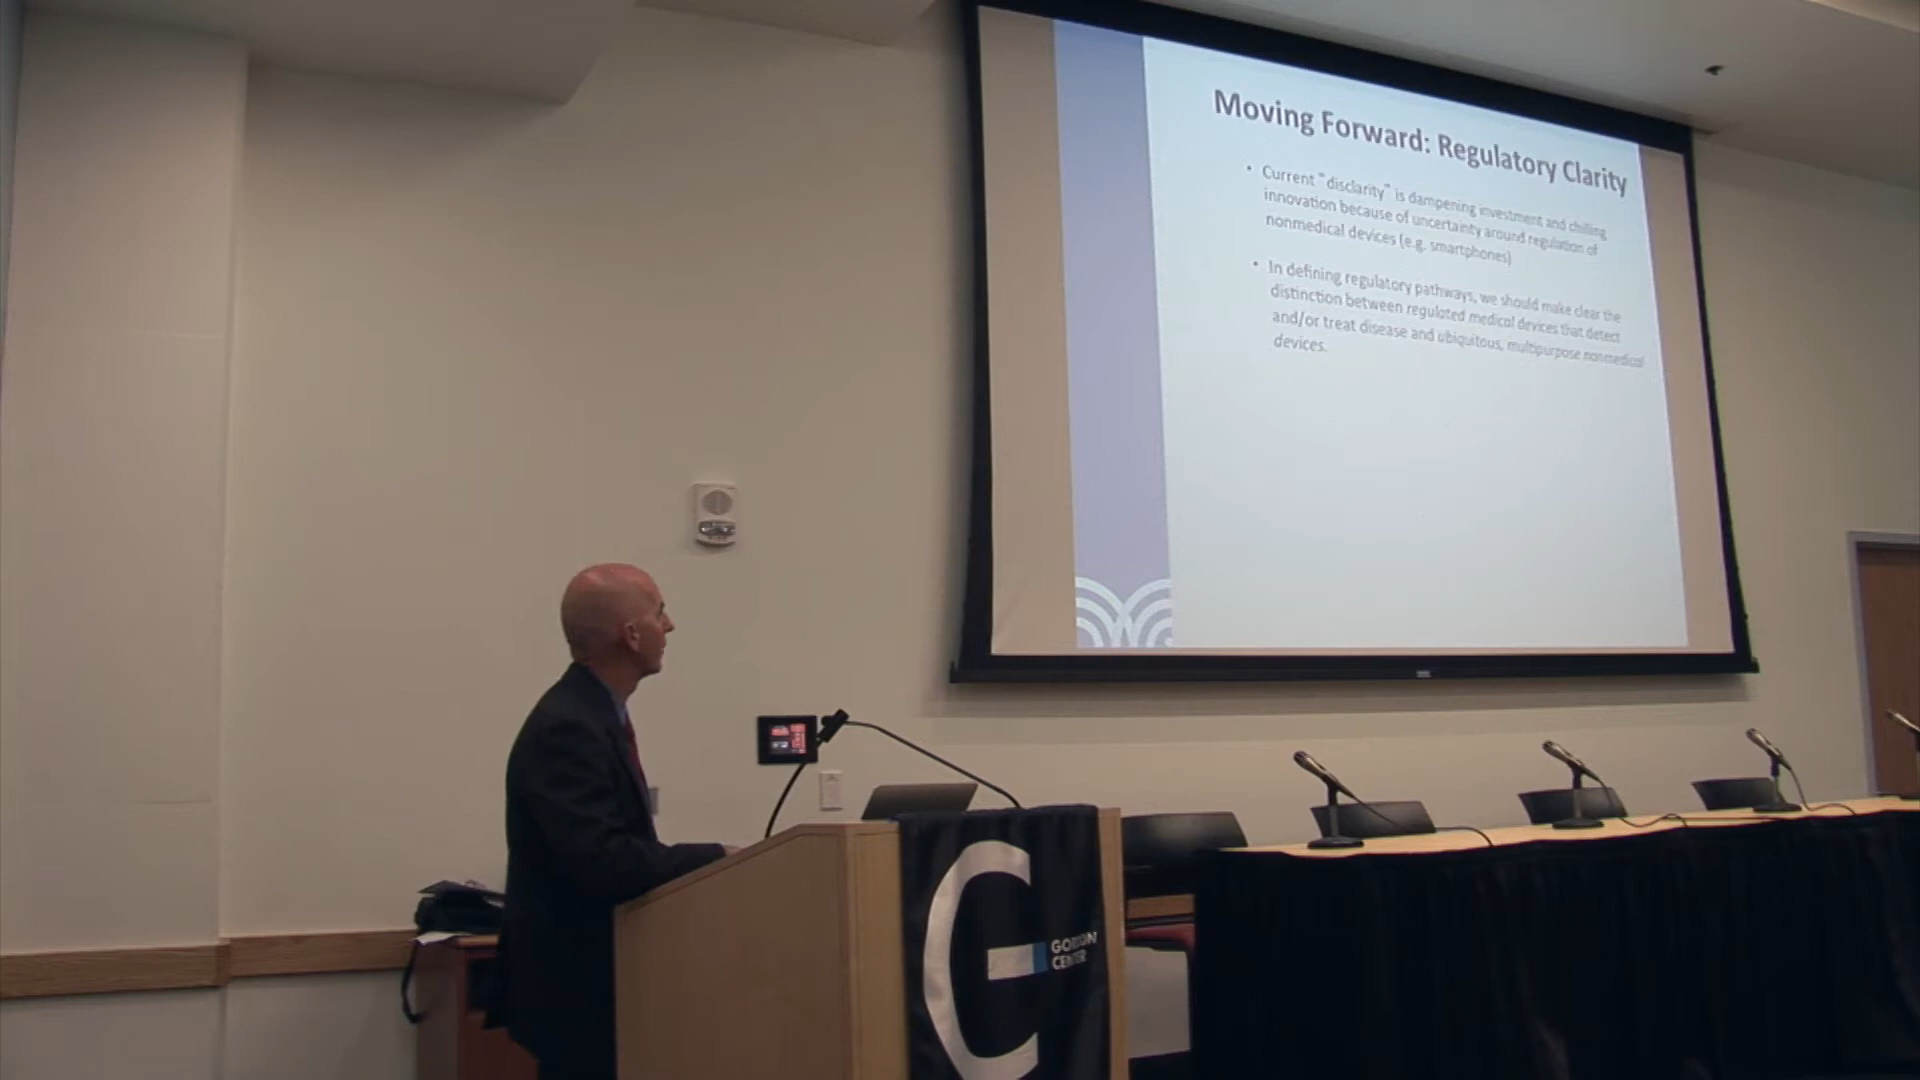 Moving Forward: Regulatory Clarity
• Current "disclarity" is dampening investment and chilling
innovation because of uncertainty around regulation of
nonmedical devices (e.g. smartphones)
• In defining regulatory pathways, we should make clear the
distinction between regulated medical devices that detect
and/or treat disease and ubiquitous, multipurpose nonmedical
devices.
GORDON
CENTER